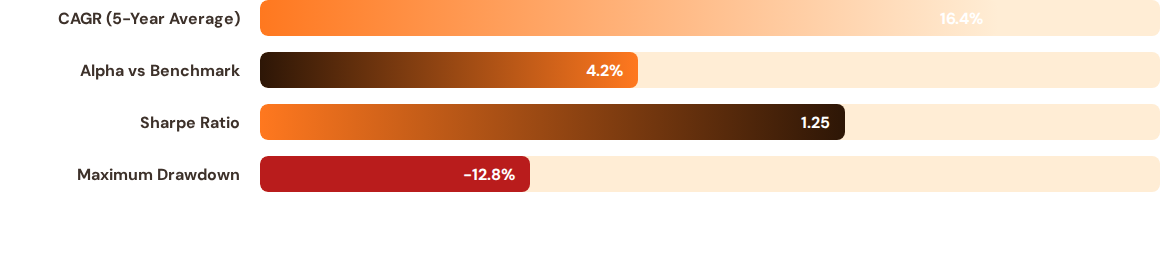 CAGR (5-Year Average) 16.4%
Alpha vs Benchmark 4.2%
Sharpe Ratio 1.25
Maximum Drawdown -12.8%